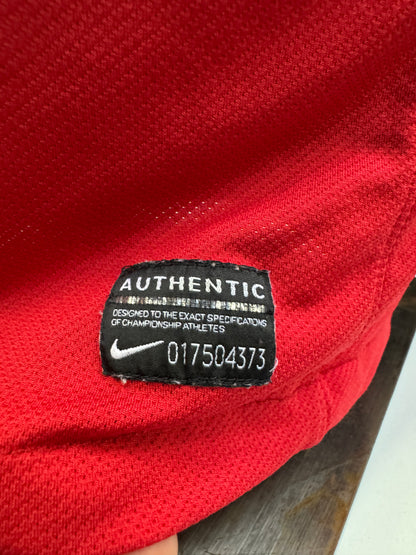 AUTHENTIC
DESIGNED TO THE EXACT SPECIFICATIONS
OF CHAMPIONSHIP ATHLETES
017504373